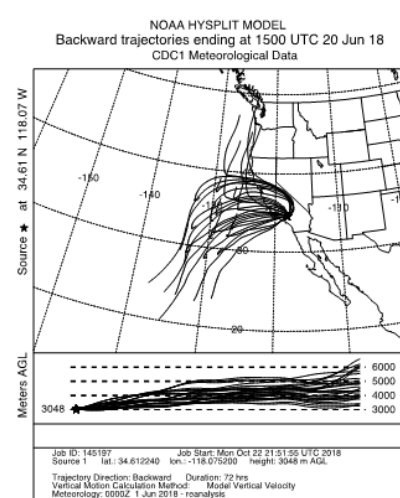 NOAA HYSPLIT MODEL
Backward trajectories ending at 1500 UTC 20 Jun 18
CDC1 Meteorological Data
Source ★ at 34.61 N 118.07 W
-150
-140
30
20
Meters AGL
3048
6000
5000
4000
3000
Job ID: 145197 Job Start: Mon Oct 22 21:51:55 UTC 2018
Source 1 lat.: 34.612240 lon.: -118.075200 height: 3048 m AGL
Trajectory Direction: Backward Duration: 72 hrs
Vertical Motion Calculation Method: Model Vertical Velocity
Meteorology: 0000Z 1 Jun 2018 - reanalysis